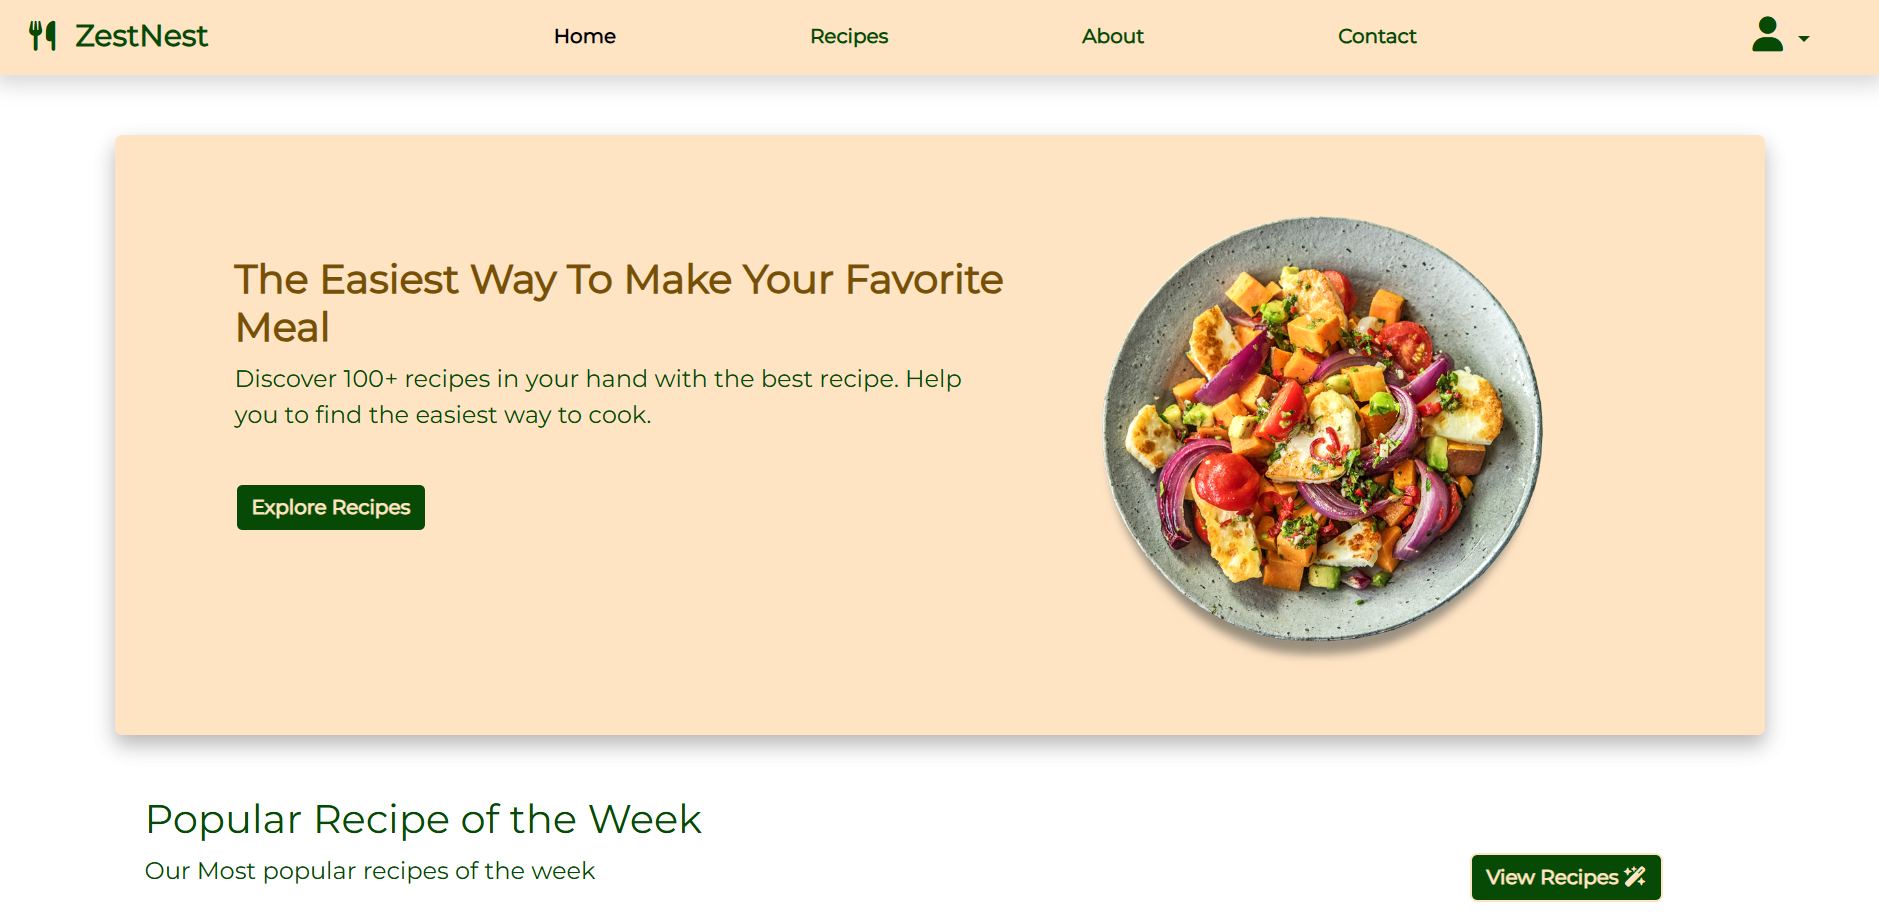 ZestNest
Home
Recipes
About
Contact
The Easiest Way To Make Your Favorite
Meal
Discover 100+ recipes in your hand with the best recipe. Help
you to find the easiest way to cook.
Explore Recipes
Popular Recipe of the Week
Our Most popular recipes of the week
View Recipes